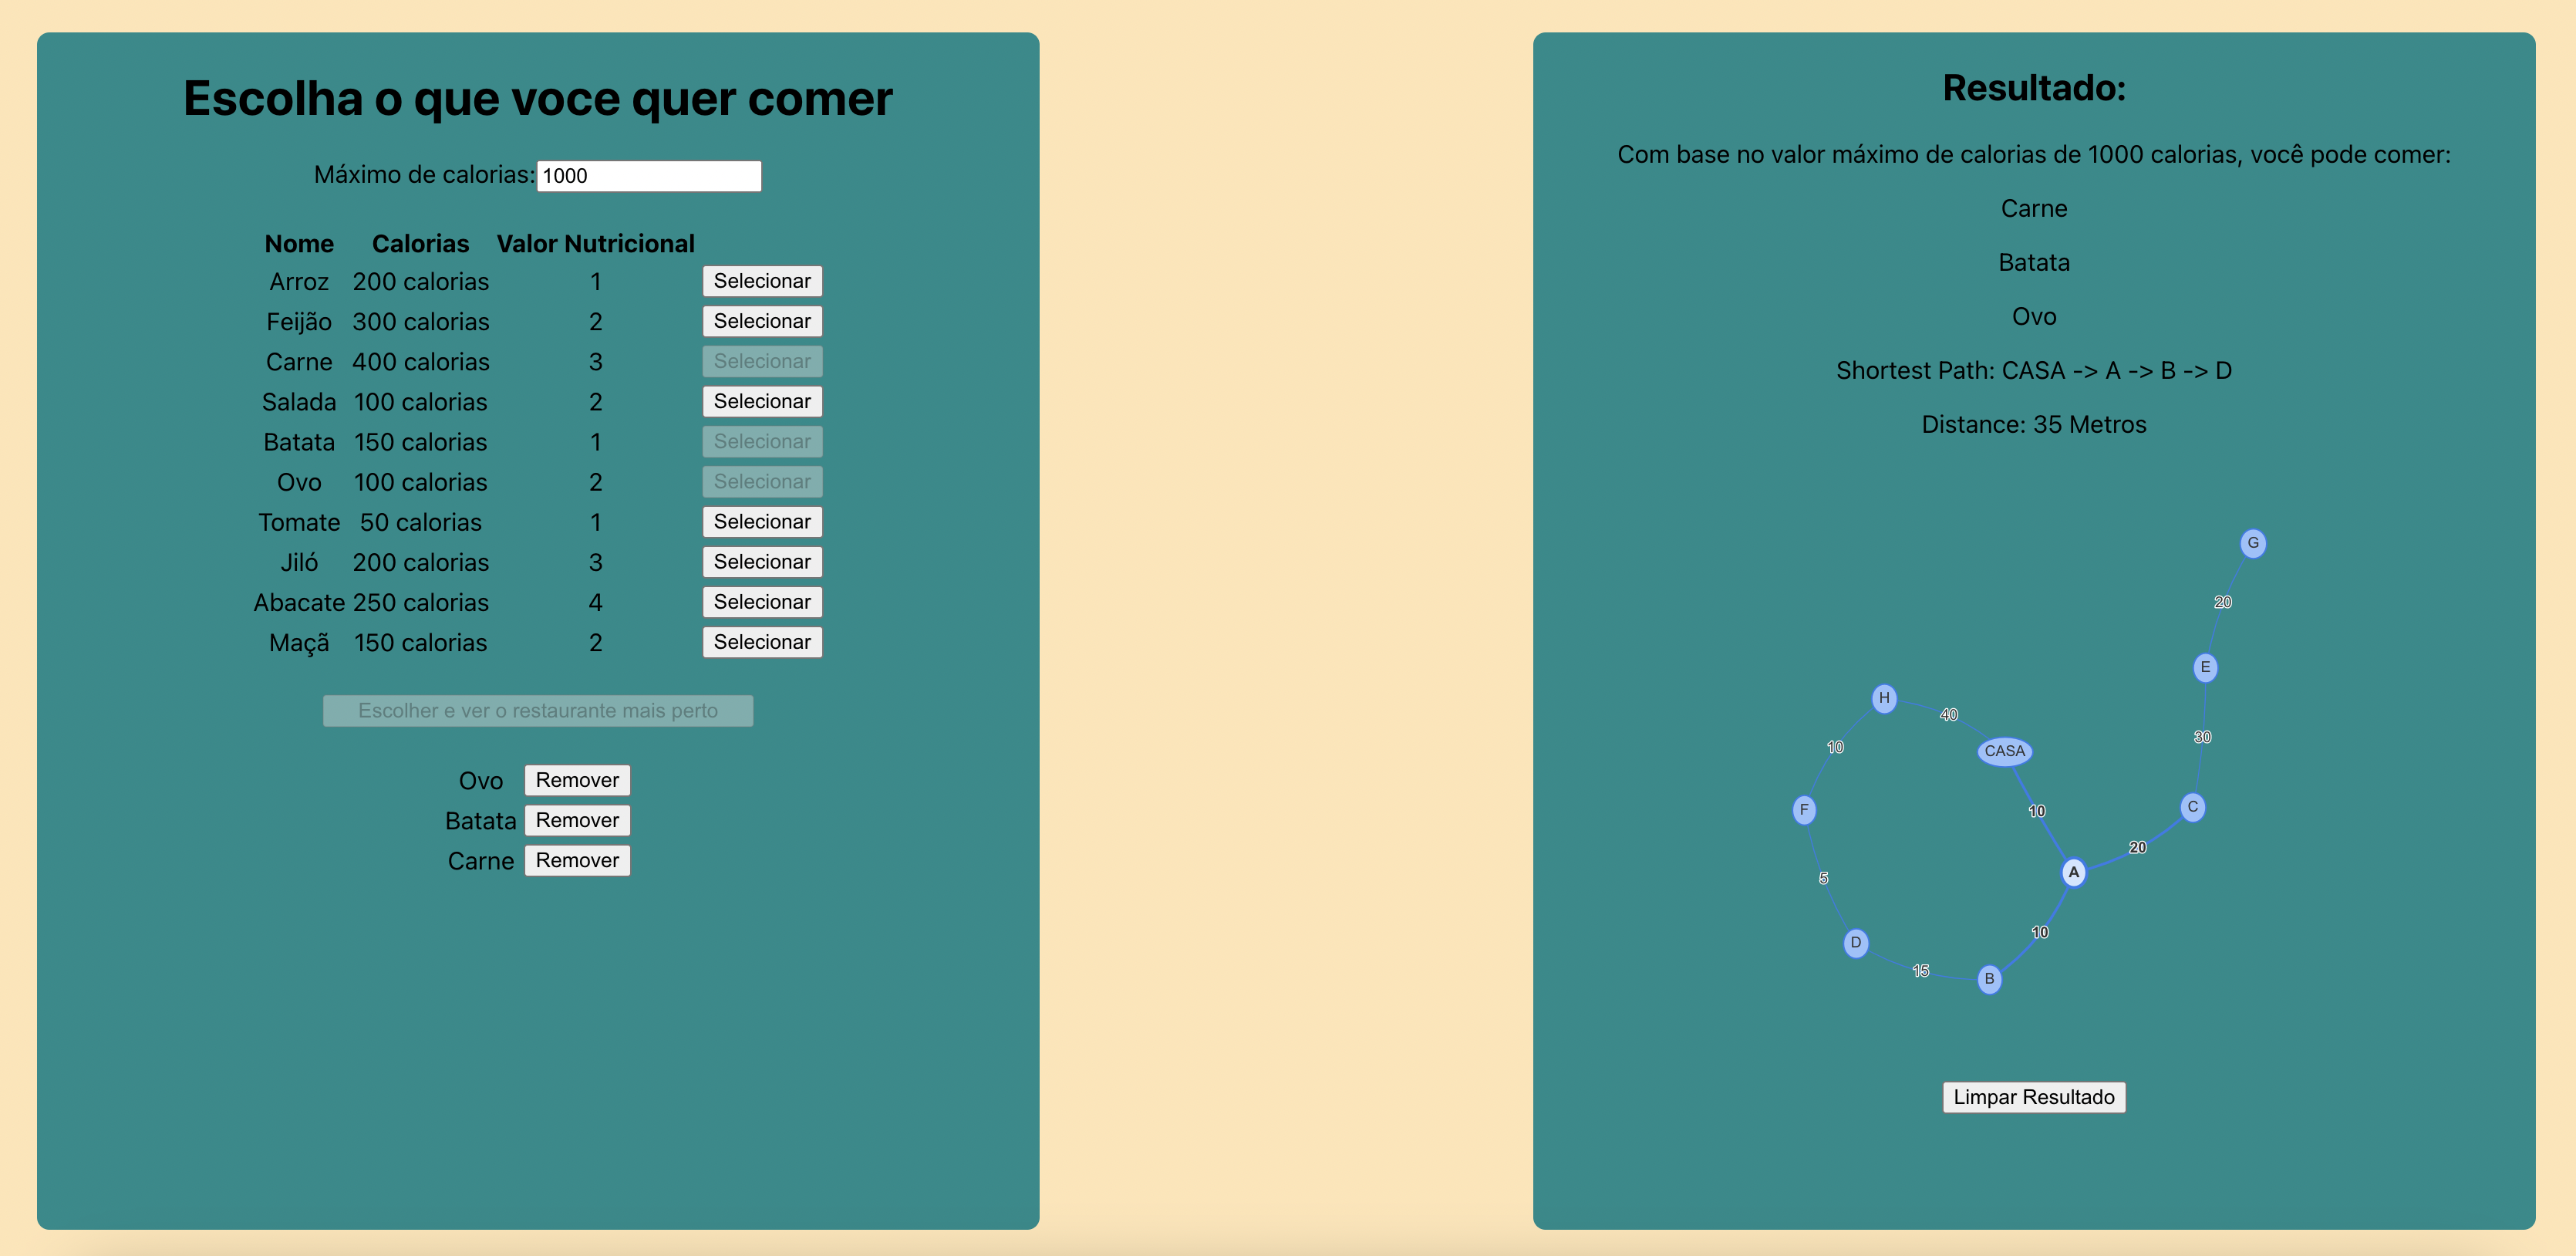 Escolha o que voce quer comer
Máximo de calorias: 1000
Nome Calorias Valor Nutricional
Arroz 200 calorias 1 Selecionar
Feijão 300 calorias 2 Selecionar
Carne 400 calorias 3 Selecionar
Salada 100 calorias 2 Selecionar
Batata 150 calorias 1 Selecionar
Ovo 100 calorias 2 Selecionar
Tomate 50 calorias 1 Selecionar
Jiló 200 calorias 3 Selecionar
Abacate 250 calorias 4 Selecionar
Maçã 150 calorias 2 Selecionar
Escolher e ver o restaurante mais perto
Ovo Remover
Batata Remover
Carne Remover
Resultado:
Com base no valor máximo de calorias de 1000 calorias, você pode comer:
Carne
Batata
Ovo
Shortest Path: CASA -> A -> B -> D
Distance: 35 Metros
G
20
E
H
40
30
10
CASA
F
10
C
20
5
A
10
D
15
B
Limpar Resultado